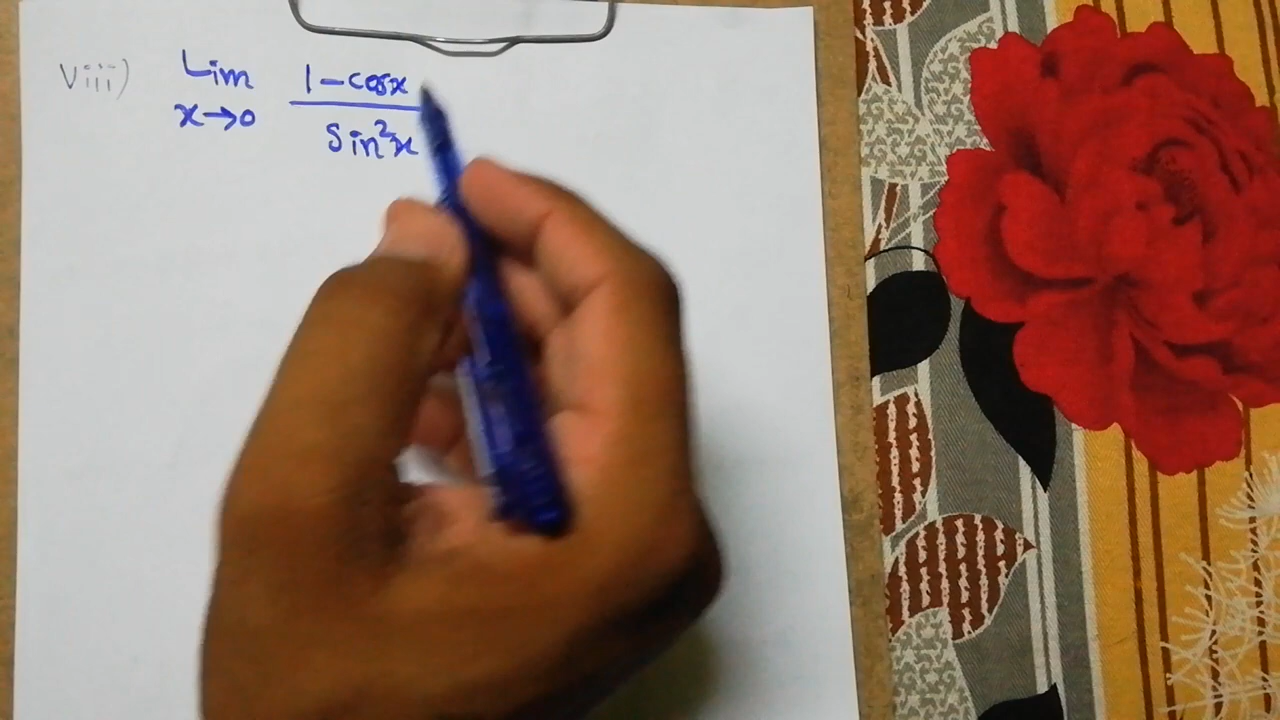 viii) Lim x→0 1-cosx / Sin²x